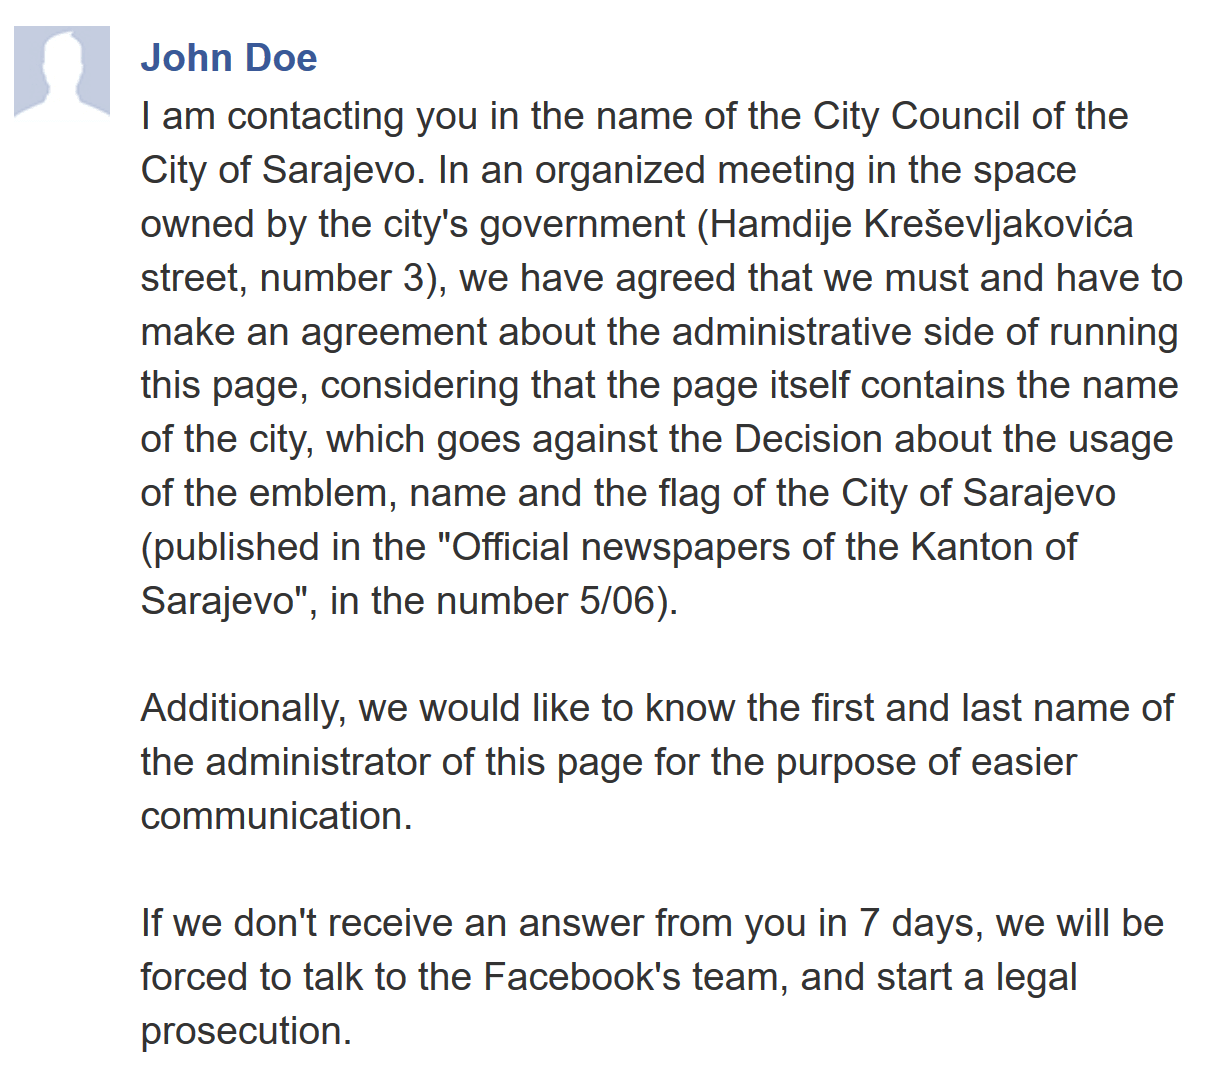 John Doe
I am contacting you in the name of the City Council of the
City of Sarajevo. In an organized meeting in the space
owned by the city's government (Hamdije Kreševljakovića
street, number 3), we have agreed that we must and have to
make an agreement about the administrative side of running
this page, considering that the page itself contains the name
of the city, which goes against the Decision about the usage
of the emblem, name and the flag of the City of Sarajevo
(published in the "Official newspapers of the Kanton of
Sarajevo", in the number 5/06).
Additionally, we would like to know the first and last name of
the administrator of this page for the purpose of easier
communication.
If we don't receive an answer from you in 7 days, we will be
forced to talk to the Facebook's team, and start a legal
prosecution.